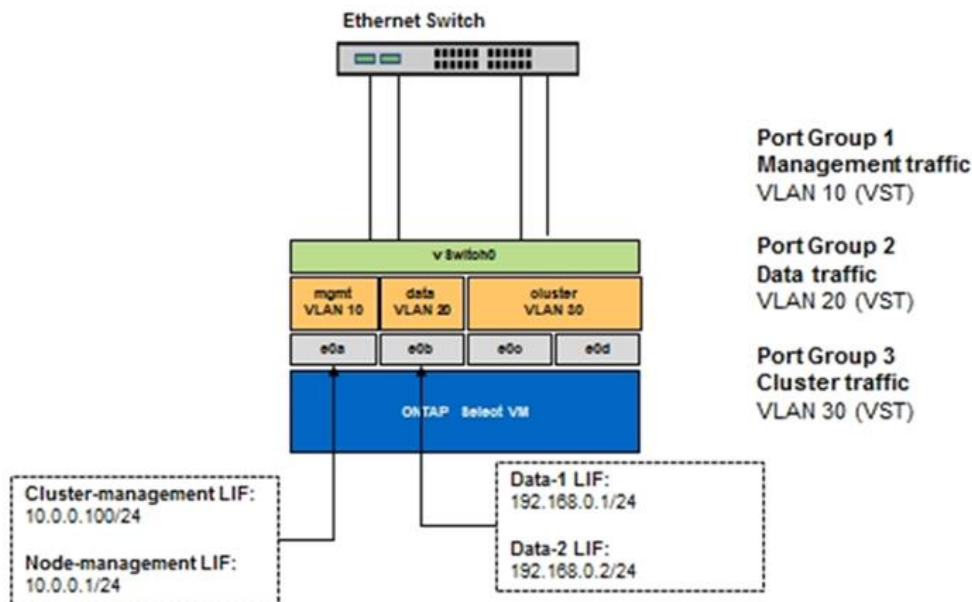 Ethernet Switch
Port Group 1
Management traffic
VLAN 10 (VST)
Port Group 2
Data traffic
VLAN 20 (VST)
Port Group 3
Cluster traffic
VLAN 30 (VST)
vSwitch0
mgmt
VLAN 10
data
VLAN 20
cluster
VLAN 30
e0a
e0b
e0c
e0d
ONTAP Select VM
Cluster-management LIF:
10.0.0.100/24
Node-management LIF:
10.0.0.1/24
Data-1 LIF:
192.168.0.1/24
Data-2 LIF:
192.168.0.2/24